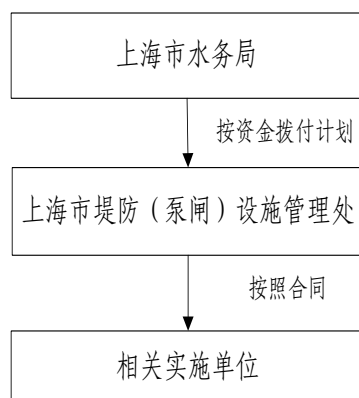 上海市水务局
按资金拨付计划
上海市堤防（泵闸）设施管理处
按照合同
相关实施单位